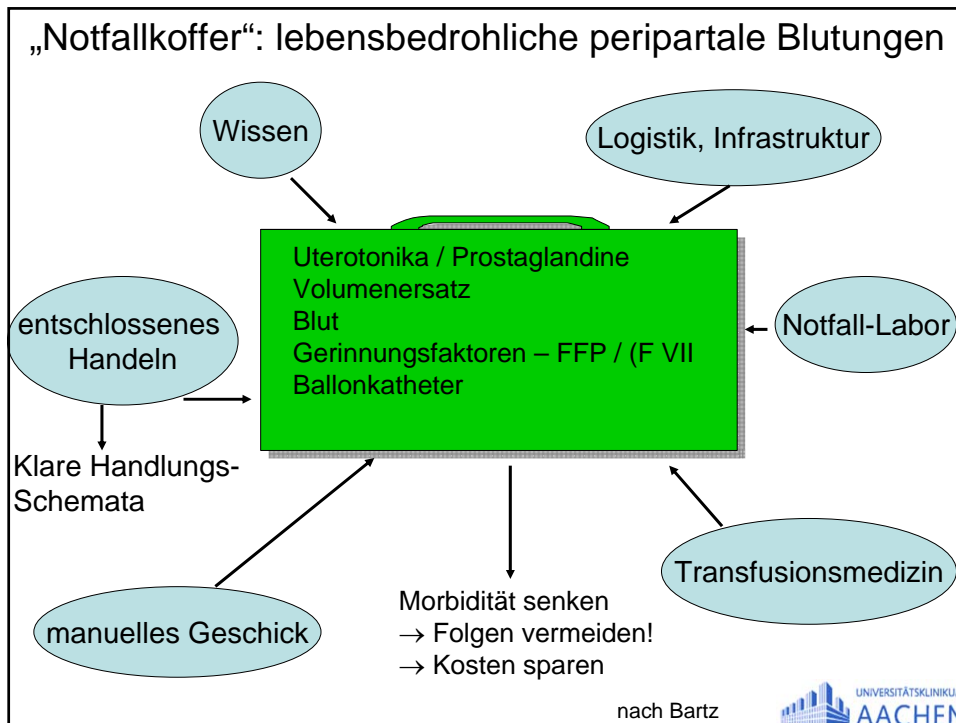 „Notfallkoffer“: lebensbedrohliche peripartale Blutungen
Wissen
Logistik, Infrastruktur
Uterotonika / Prostaglandine
Volumenersatz
Blut
Gerinnungsfaktoren – FFP / (F VII
Ballonkatheter
entschlossenes
Handeln
Notfall-Labor
Klare Handlungs-
Schemata
Transfusionsmedizin
manuelles Geschick
Morbidität senken
→ Folgen vermeiden!
→ Kosten sparen
nach Bartz
UNIVERSITÄTSKLINIKU
AACHEN